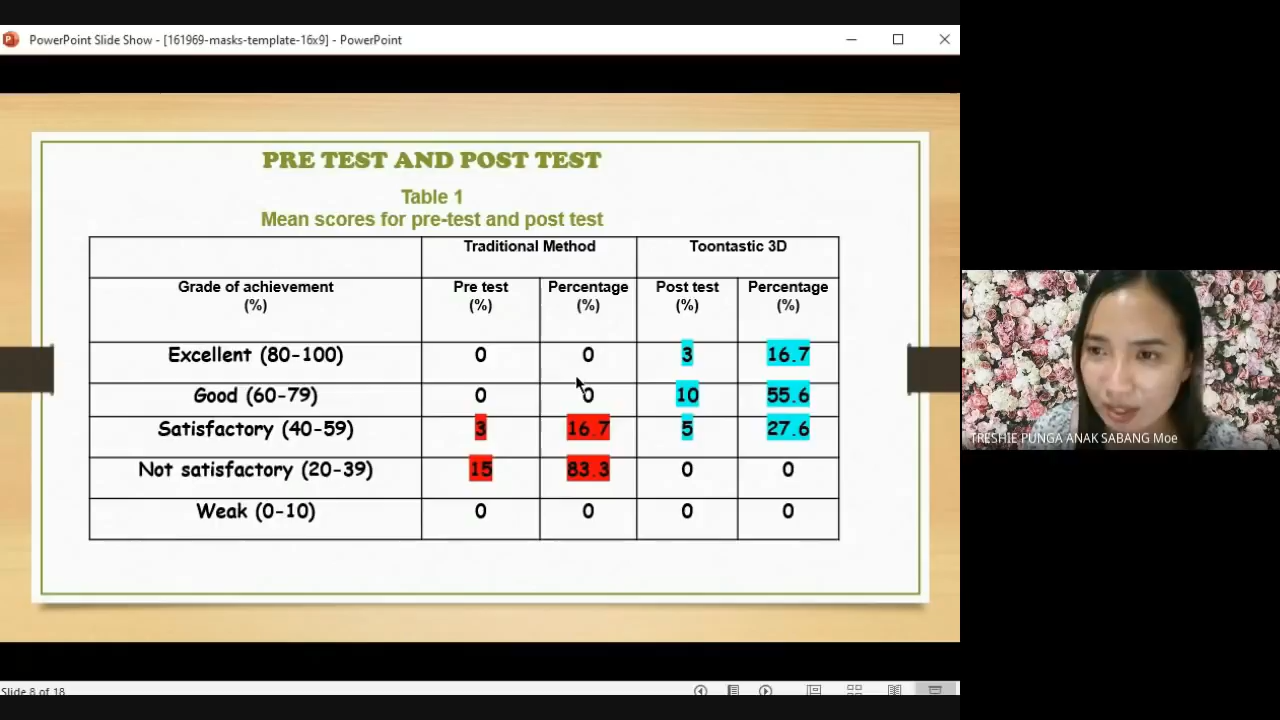 PowerPoint Slide Show - [161969-masks-template-16x9] - PowerPoint
PRE TEST AND POST TEST
Table 1
Mean scores for pre-test and post test
Traditional Method Toontastic 3D
Grade of achievement Pre test Percentage Post test Percentage
(%) (%) (%) (%) (%)
Excellent (80-100) 0 0 3 16.7
Good (60-79) 0 0 10 55.6
Satisfactory (40-59) 3 16.7 5 27.6
Not satisfactory (20-39) 15 83.3 0 0
Weak (0-10) 0 0 0 0
TRESHIE PUNGA ANAK SABANG Moe
Slide 8 of 18